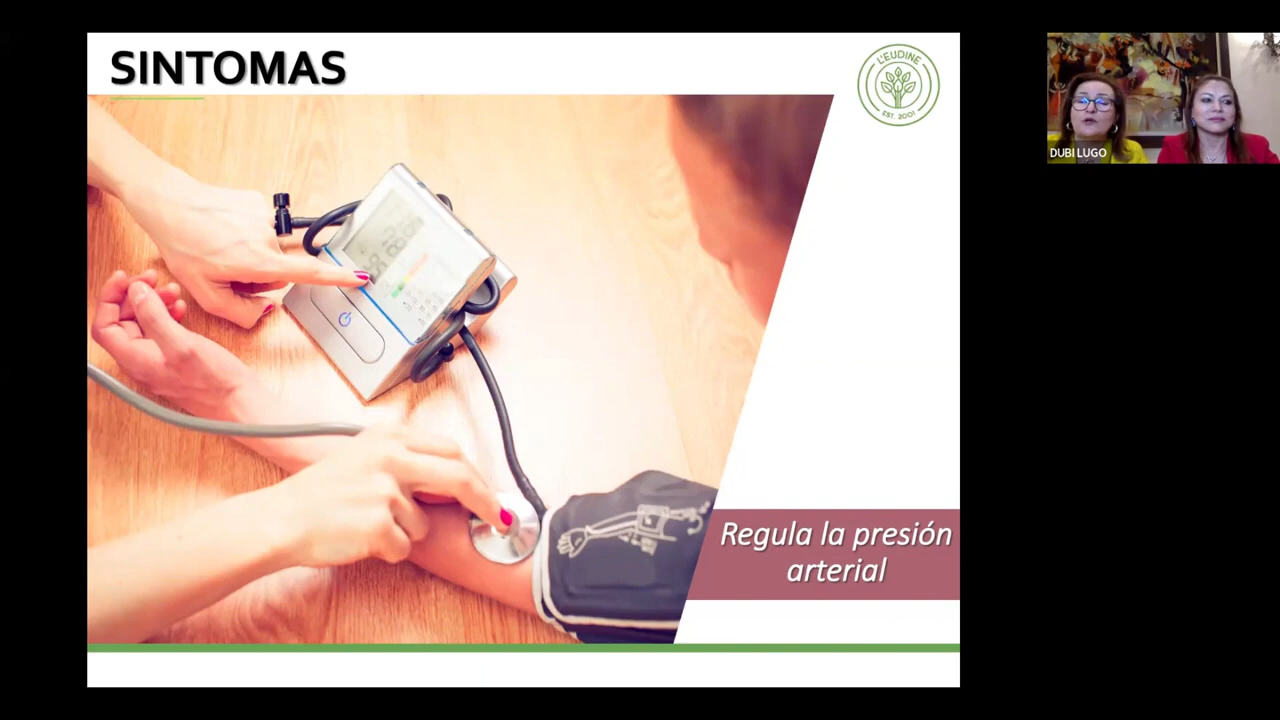 SINTOMAS
L'EUDINE
EST. 2001
DUBI LUGO
Regula la presión
arterial